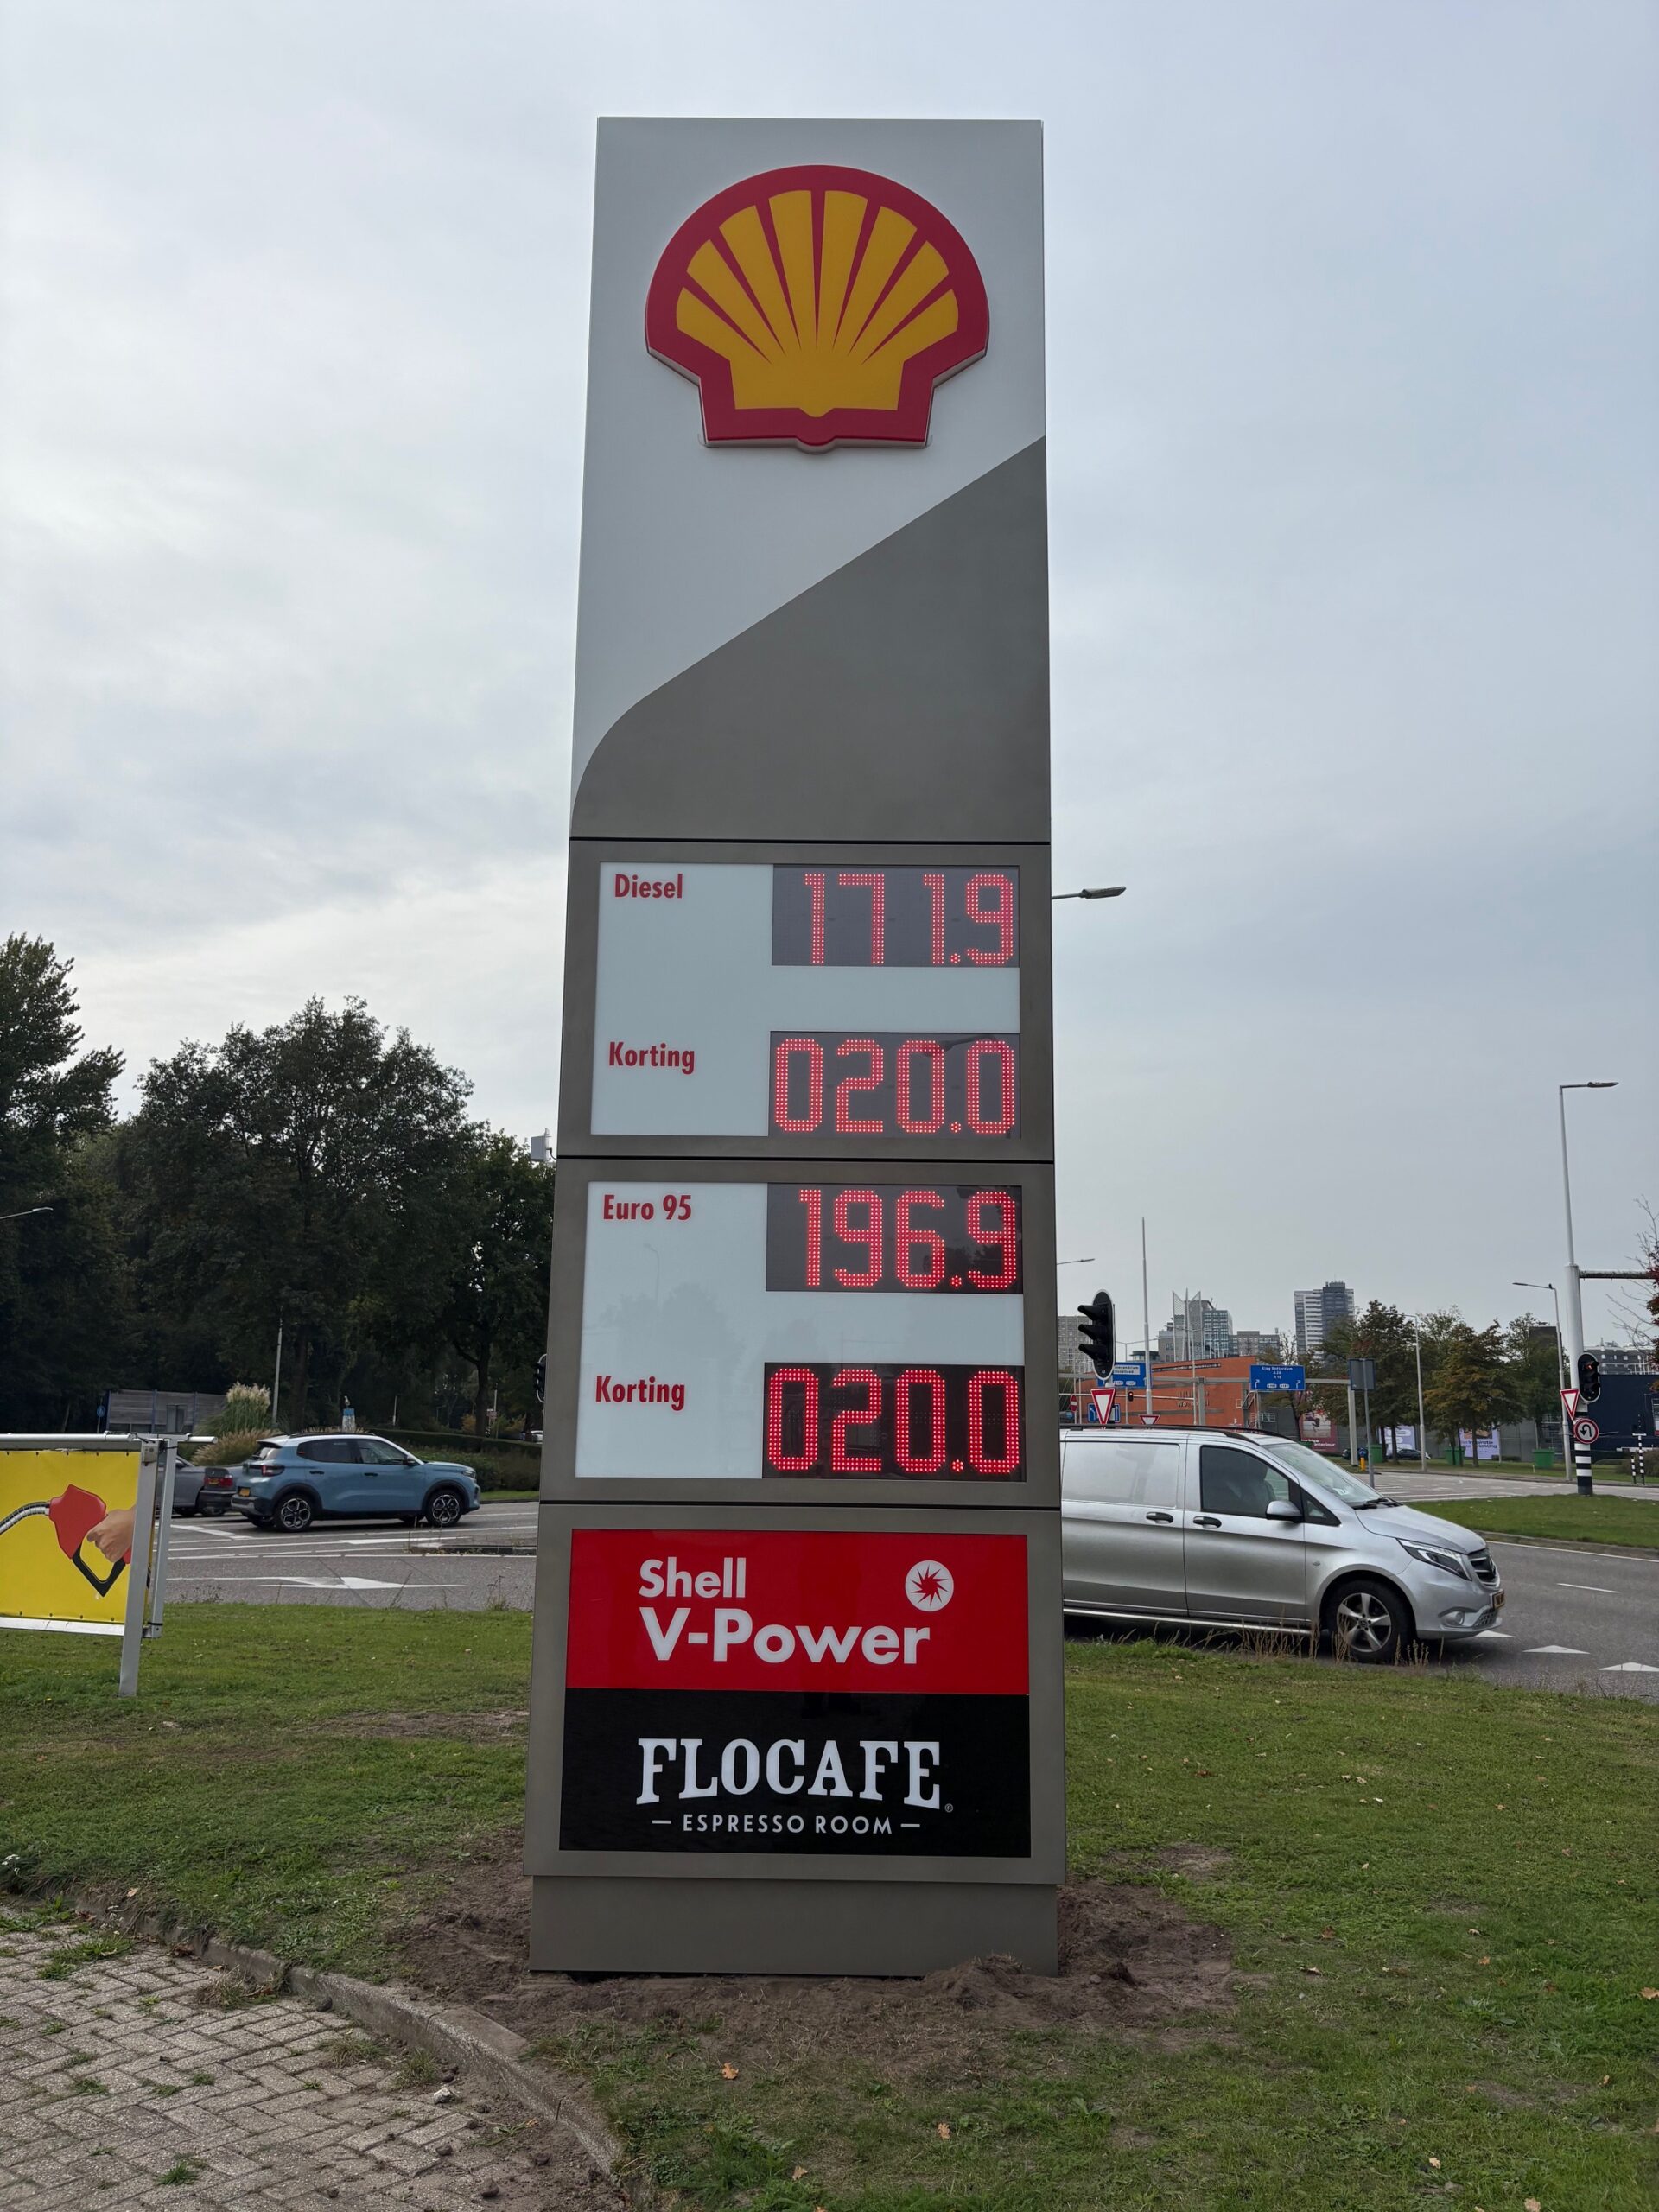 Diesel 171.9
Korting 020.0
Euro 95 196.9
Korting 020.0
Shell
V-Power
FLOCAFE®
— ESPRESSO ROOM —